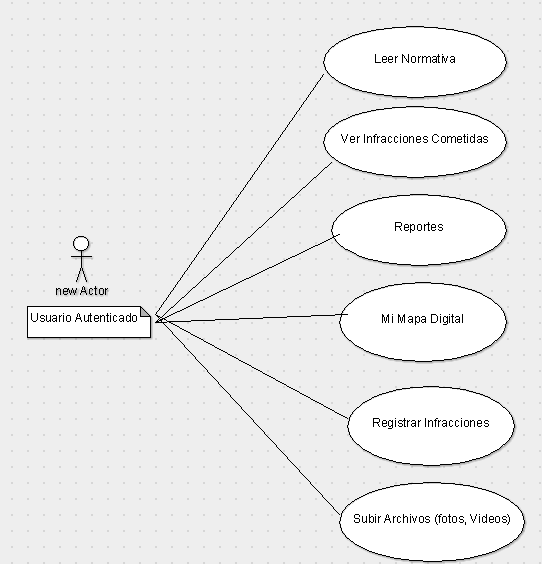 Leer Normativa
Ver Infracciones Cometidas
Reportes
new Actor
Usuario Autenticado
Mi Mapa Digital
Registrar Infracciones
Subir Archivos (fotos, Videos)